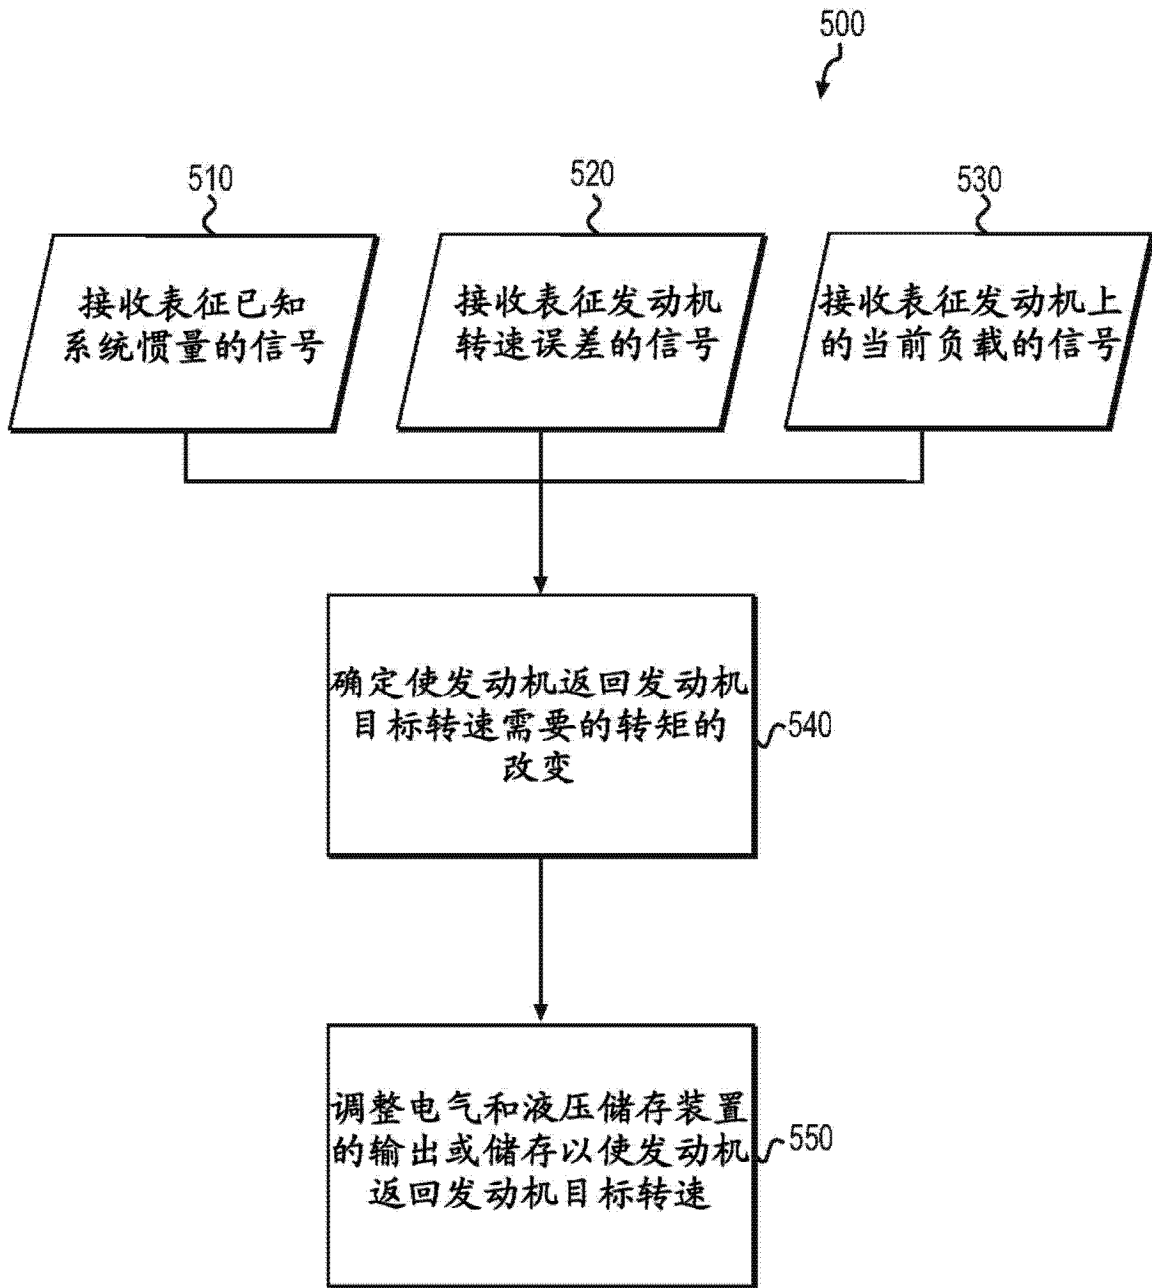 500
510
接收表征已知
系统惯量的信号
520
接收表征发动机
转速误差的信号
530
接收表征发动机上
的当前负载的信号
确定使发动机返回发动机
目标转速需要的转矩的
改变
540
调整电气和液压储存装置
的输出或储存以使发动机
返回发动机目标转速
550